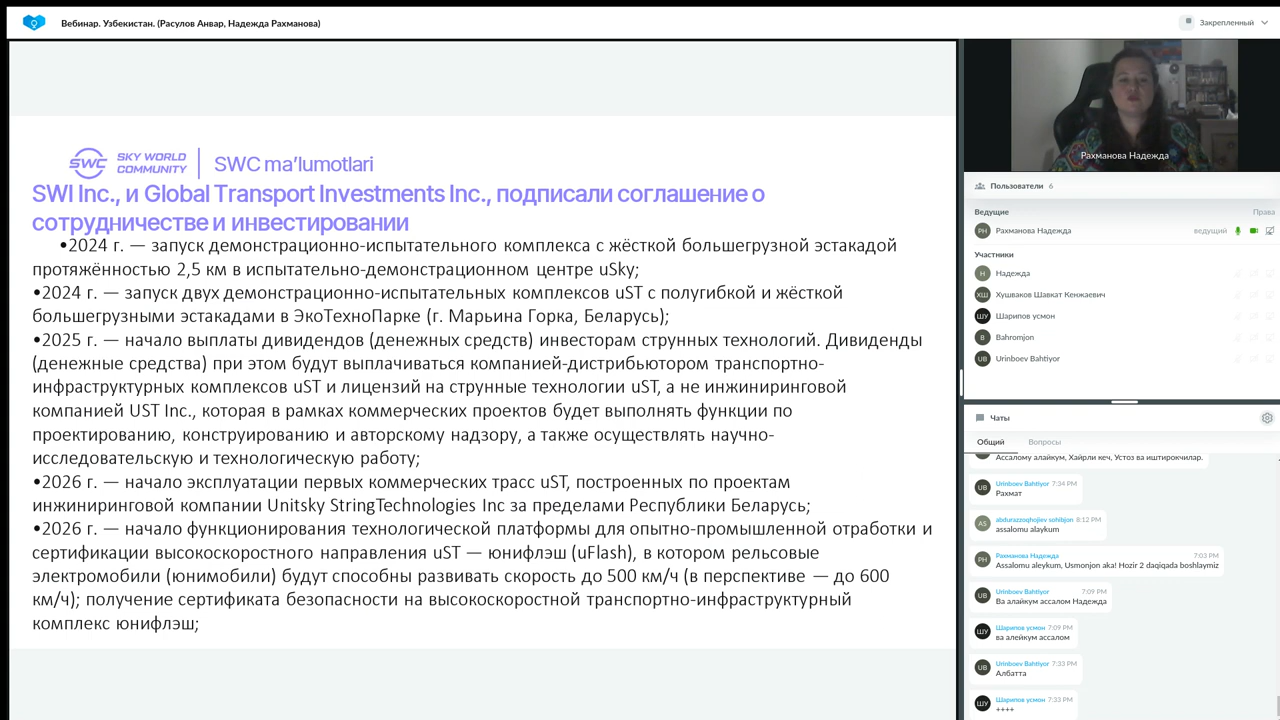 Вебинар. Узбекистан. (Расулов Анвар, Надежда Рахманова)
Закрепленный
SWC
SKY WORLD
COMMUNITY
SWC ma’lumotlari
SWI Inc., и Global Transport Investments Inc., подписали соглашение о
сотрудничестве и инвестировании
•2024 г. — запуск демонстрационно-испытательного комплекса с жёсткой большегрузной эстакадой
протяжённостью 2,5 км в испытательно-демонстрационном центре uSky;
•2024 г. — запуск двух демонстрационно-испытательных комплексов uST с полугибкой и жёсткой
большегрузными эстакадами в ЭкоТехноПарке (г. Марьина Горка, Беларусь);
•2025 г. — начало выплаты дивидендов (денежных средств) инвесторам струнных технологий. Дивиденды
(денежные средства) при этом будут выплачиваться компанией-дистрибьютором транспортно-
инфраструктурных комплексов uST и лицензий на струнные технологии uST, а не инжиниринговой
компанией UST Inc., которая в рамках коммерческих проектов будет выполнять функции по
проектированию, конструированию и авторскому надзору, а также осуществлять научно-
исследовательскую и технологическую работу;
•2026 г. — начало эксплуатации первых коммерческих трасс uST, построенных по проектам
инжиниринговой компании Unitsky StringTechnologies Inc за пределами Республики Беларусь;
•2026 г. — начало функционирования технологической платформы для опытно-промышленной отработки и
сертификации высокоскоростного направления uST — юнифлэш (uFlash), в котором рельсовые
электромобили (юнимобили) будут способны развивать скорость до 500 км/ч (в перспективе — до 600
км/ч); получение сертификата безопасности на высокоскоростной транспортно-инфраструктурный
комплекс юнифлэш;
Рахманова Надежда
Пользователи 6
Ведущие Права
РН Рахманова Надежда ведущий
Участники
Н Надежда
ХШ Хушваков Шавкат Кенжаевич
ШУ Шарипов усмон
B Bahromjon
UB Urinboev Bahtiyor
Чаты
Общий Вопросы
Ассалому алайкум, Хайрли кеч, Устоз ва иштирокчилар.
UB Urinboev Bahtiyor 7:34 PM
Рахмат
AS abdurazzoqhojiev sohibjon 8:12 PM
assalomu alaykum
РН Рахманова Надежда 7:03 PM
Assalomu aleykum, Usmonjon aka! Hozir 2 daqiqada boshlaymiz
UB Urinboev Bahtiyor 7:09 PM
Ва алайкум ассалом Надежда
ШУ Шарипов усмон 7:09 PM
ва алейкум ассалом
UB Urinboev Bahtiyor 7:33 PM
Албатта
ШУ Шарипов усмон 7:33 PM
++++